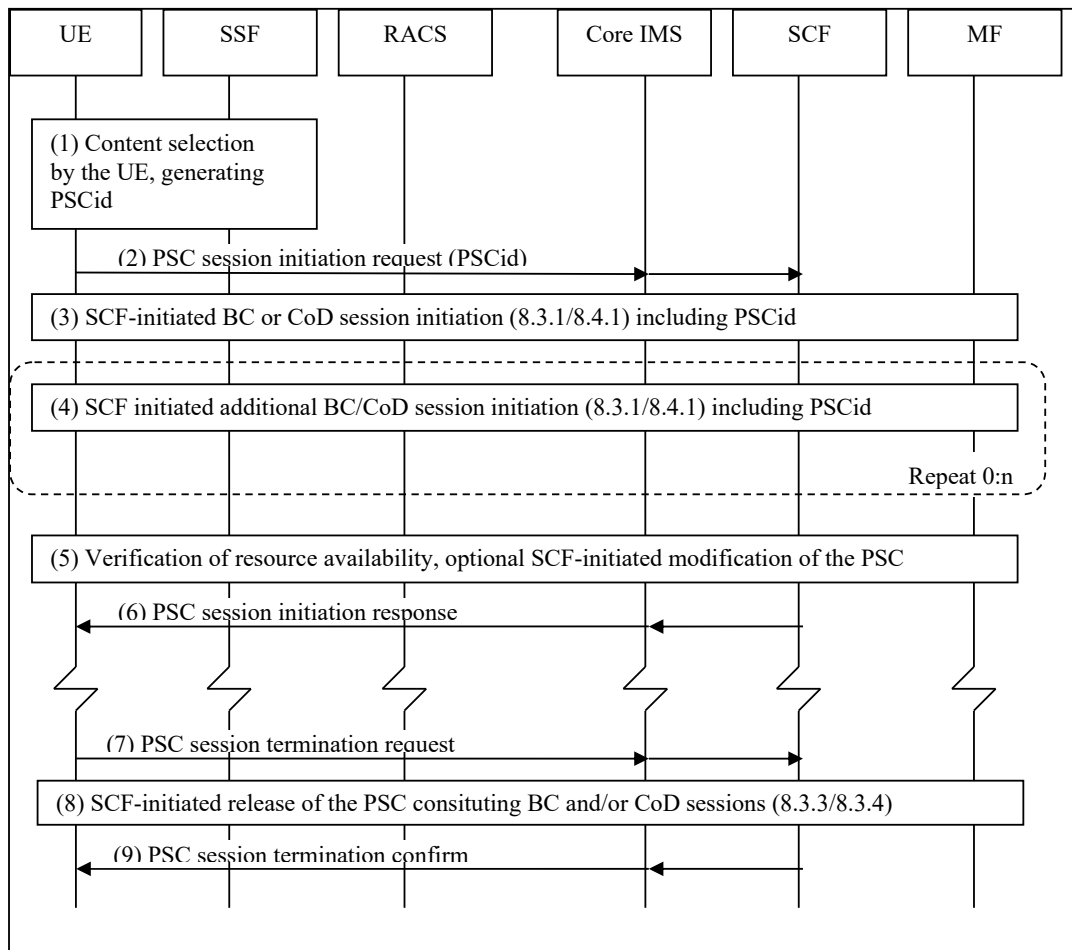 UE SSF RACS Core IMS SCF MF
(1) Content selection
by the UE, generating
PSCid
(2) PSC session initiation request (PSCid)
(3) SCF-initiated BC or CoD session initiation (8.3.1/8.4.1) including PSCid
(4) SCF initiated additional BC/CoD session initiation (8.3.1/8.4.1) including PSCid
Repeat 0:n
(5) Verification of resource availability, optional SCF-initiated modification of the PSC
(6) PSC session initiation response
(7) PSC session termination request
(8) SCF-initiated release of the PSC consituting BC and/or CoD sessions (8.3.3/8.3.4)
(9) PSC session termination confirm